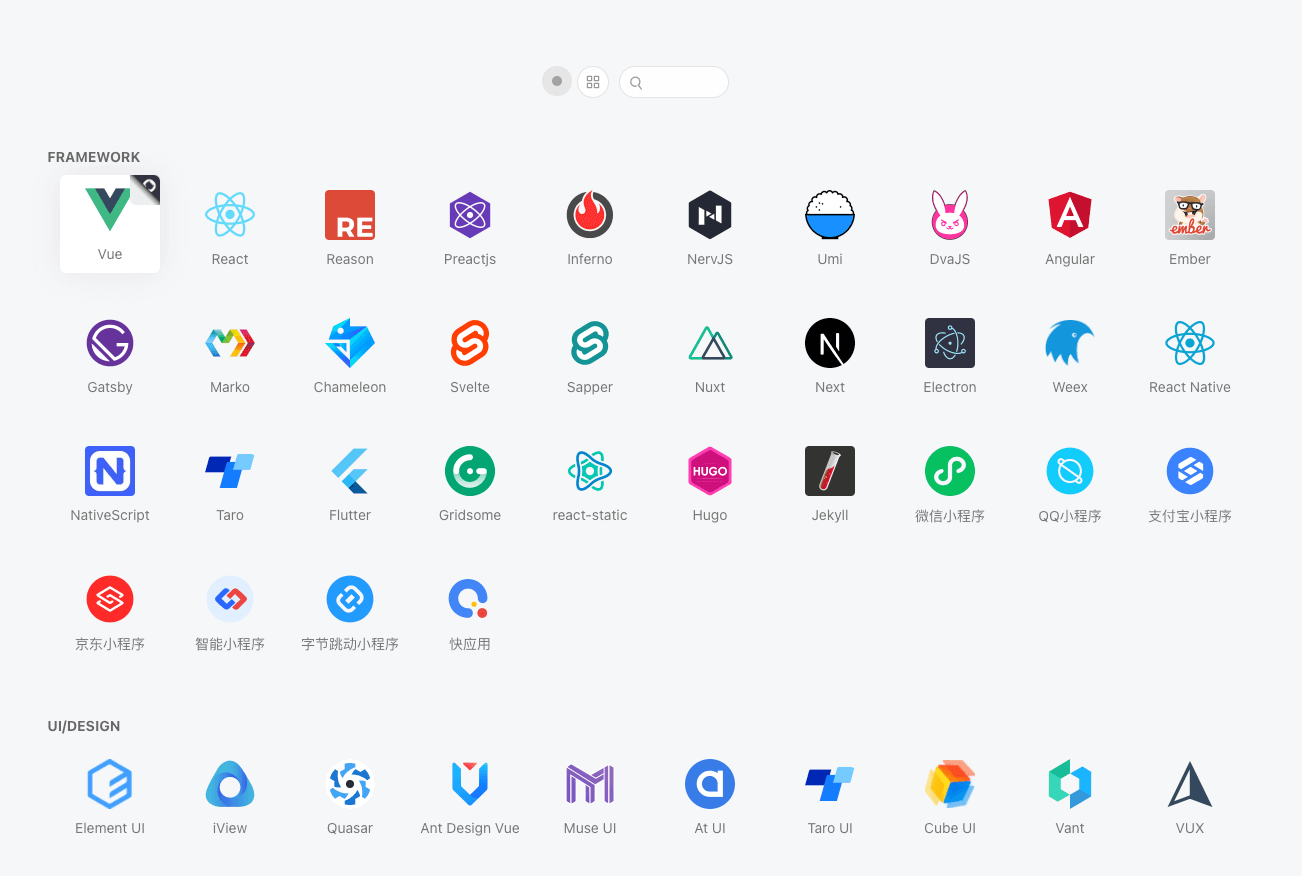 FRAMEWORK
RE
ember
Vue
React
Reason
Preactjs
Inferno
NervJS
Umi
DvaJS
Angular
Ember
Gatsby
Marko
Chameleon
Svelte
Sapper
Nuxt
Next
Electron
Weex
React Native
HUGO
NativeScript
Taro
Flutter
Gridsome
react-static
Hugo
Jekyll
微信小程序
QQ小程序
支付宝小程序
京东小程序
智能小程序
字节跳动小程序
快应用
UI/DESIGN
Element UI
iView
Quasar
Ant Design Vue
Muse UI
At UI
Taro UI
Cube UI
Vant
VUX